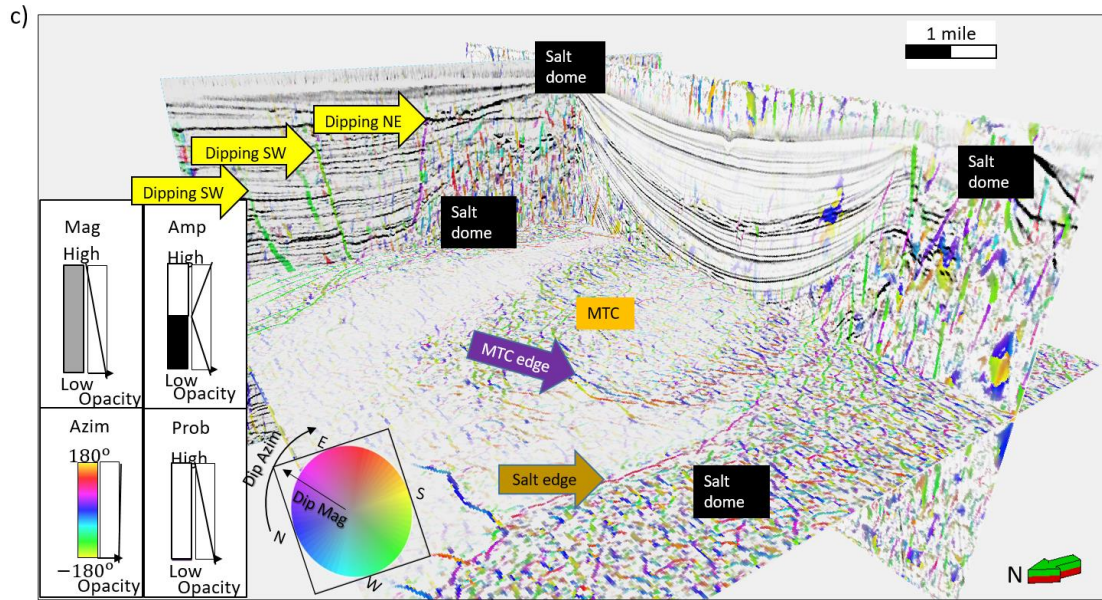 c)
1 mile
Salt
dome
Dipping NE
Dipping SW
Dipping SW
Salt
dome
Salt
dome
Mag
High
Low
Opacity
Amp
High
Low
Opacity
MTC
MTC edge
Azim
180º
−180º
Opacity
Prob
High
Low
Opacity
Dip Azim
Dip Mag
E
S
N
W
Salt edge
Salt
dome
N